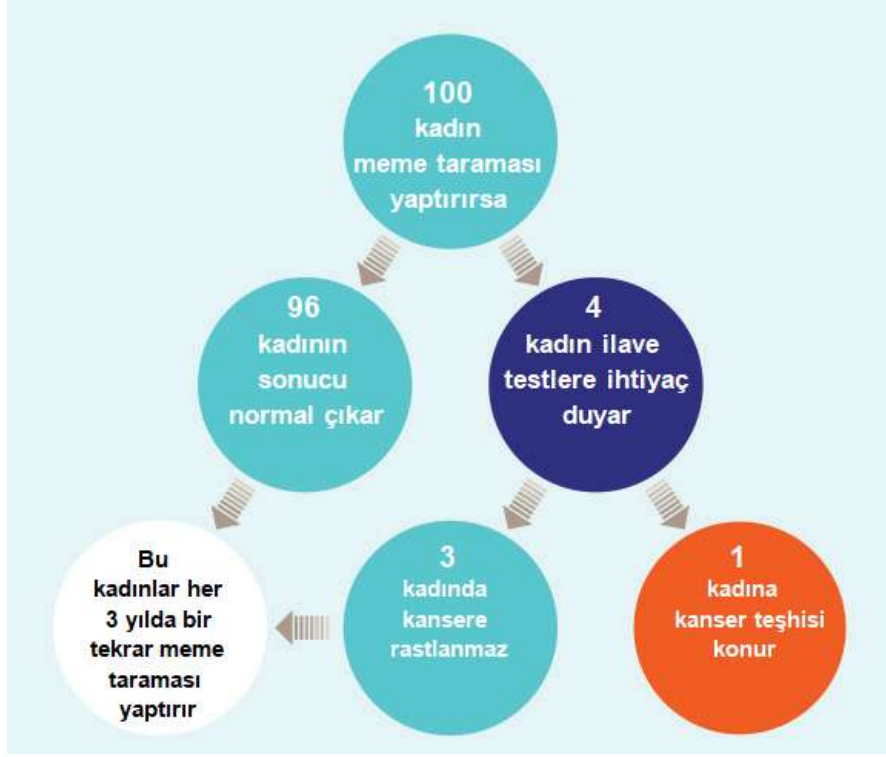 100
kadın
meme taraması
yaptırırsa
96
kadının
sonucu
normal çıkar
4
kadın ilave
testlere ihtiyaç
duyar
Bu
kadınlar her
3 yılda bir
tekrar meme
taraması
yaptırır
3
kadında
kansere
rastlanmaz
1
kadına
kanser teşhisi
konur